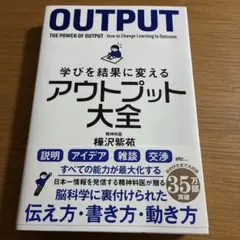 OUTPUT
THE POWER OF OUTPUT How to Change Learning to Outcome
学びを結果に変える
アウトプット
大全
精神科医
樺沢紫苑
説明 アイデア 雑談 交渉 etc...
すべての能力が最大化する
日本一情報を発信する精神科医が贈る
脳科学に裏付けられた
伝え方・書き方・動き方
35万部
突破